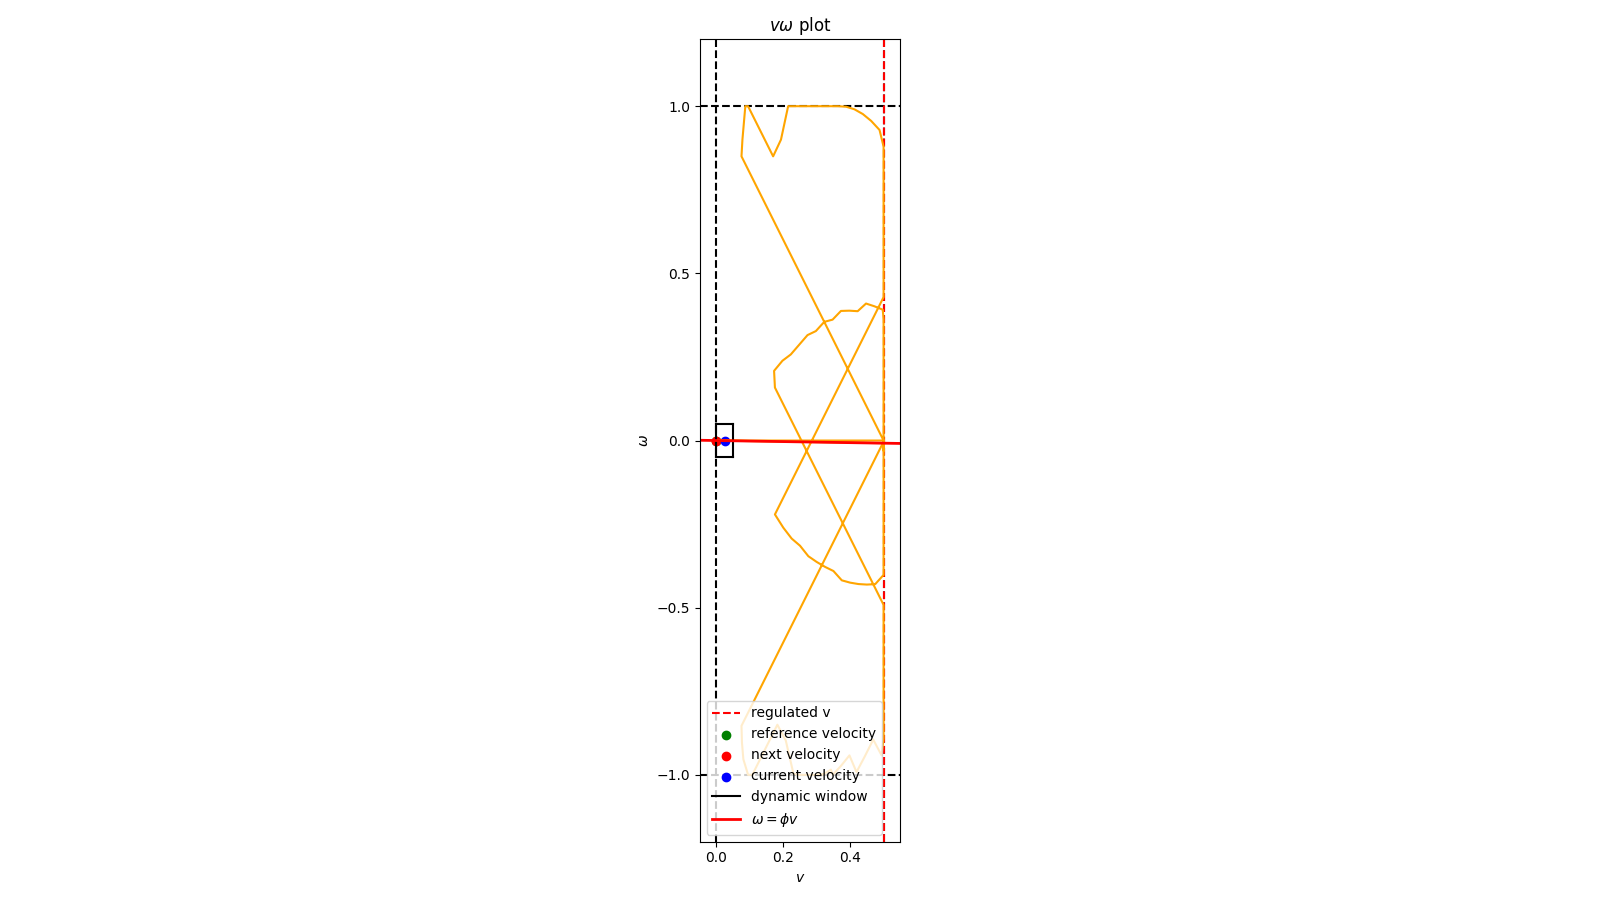 vω plot
1.0
0.5
0.0
−0.5
−1.0
ω
regulated v
reference velocity
next velocity
current velocity
dynamic window
ω = ϕv
0.0 0.2 0.4
v